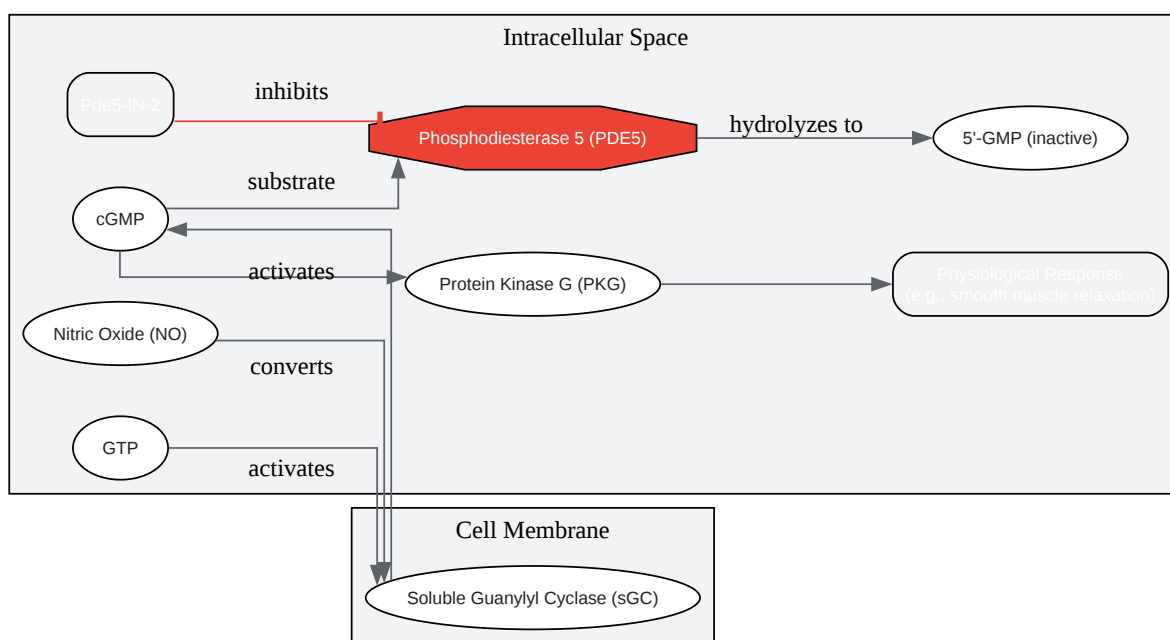 Intracellular Space
Pde5-IN-2
inhibits
Phosphodiesterase 5 (PDE5)
hydrolyzes to
5'-GMP (inactive)
substrate
cGMP
activates
Protein Kinase G (PKG)
Physiological Response
(e.g., smooth muscle relaxation)
Nitric Oxide (NO)
converts
GTP
activates
Cell Membrane
Soluble Guanylyl Cyclase (sGC)